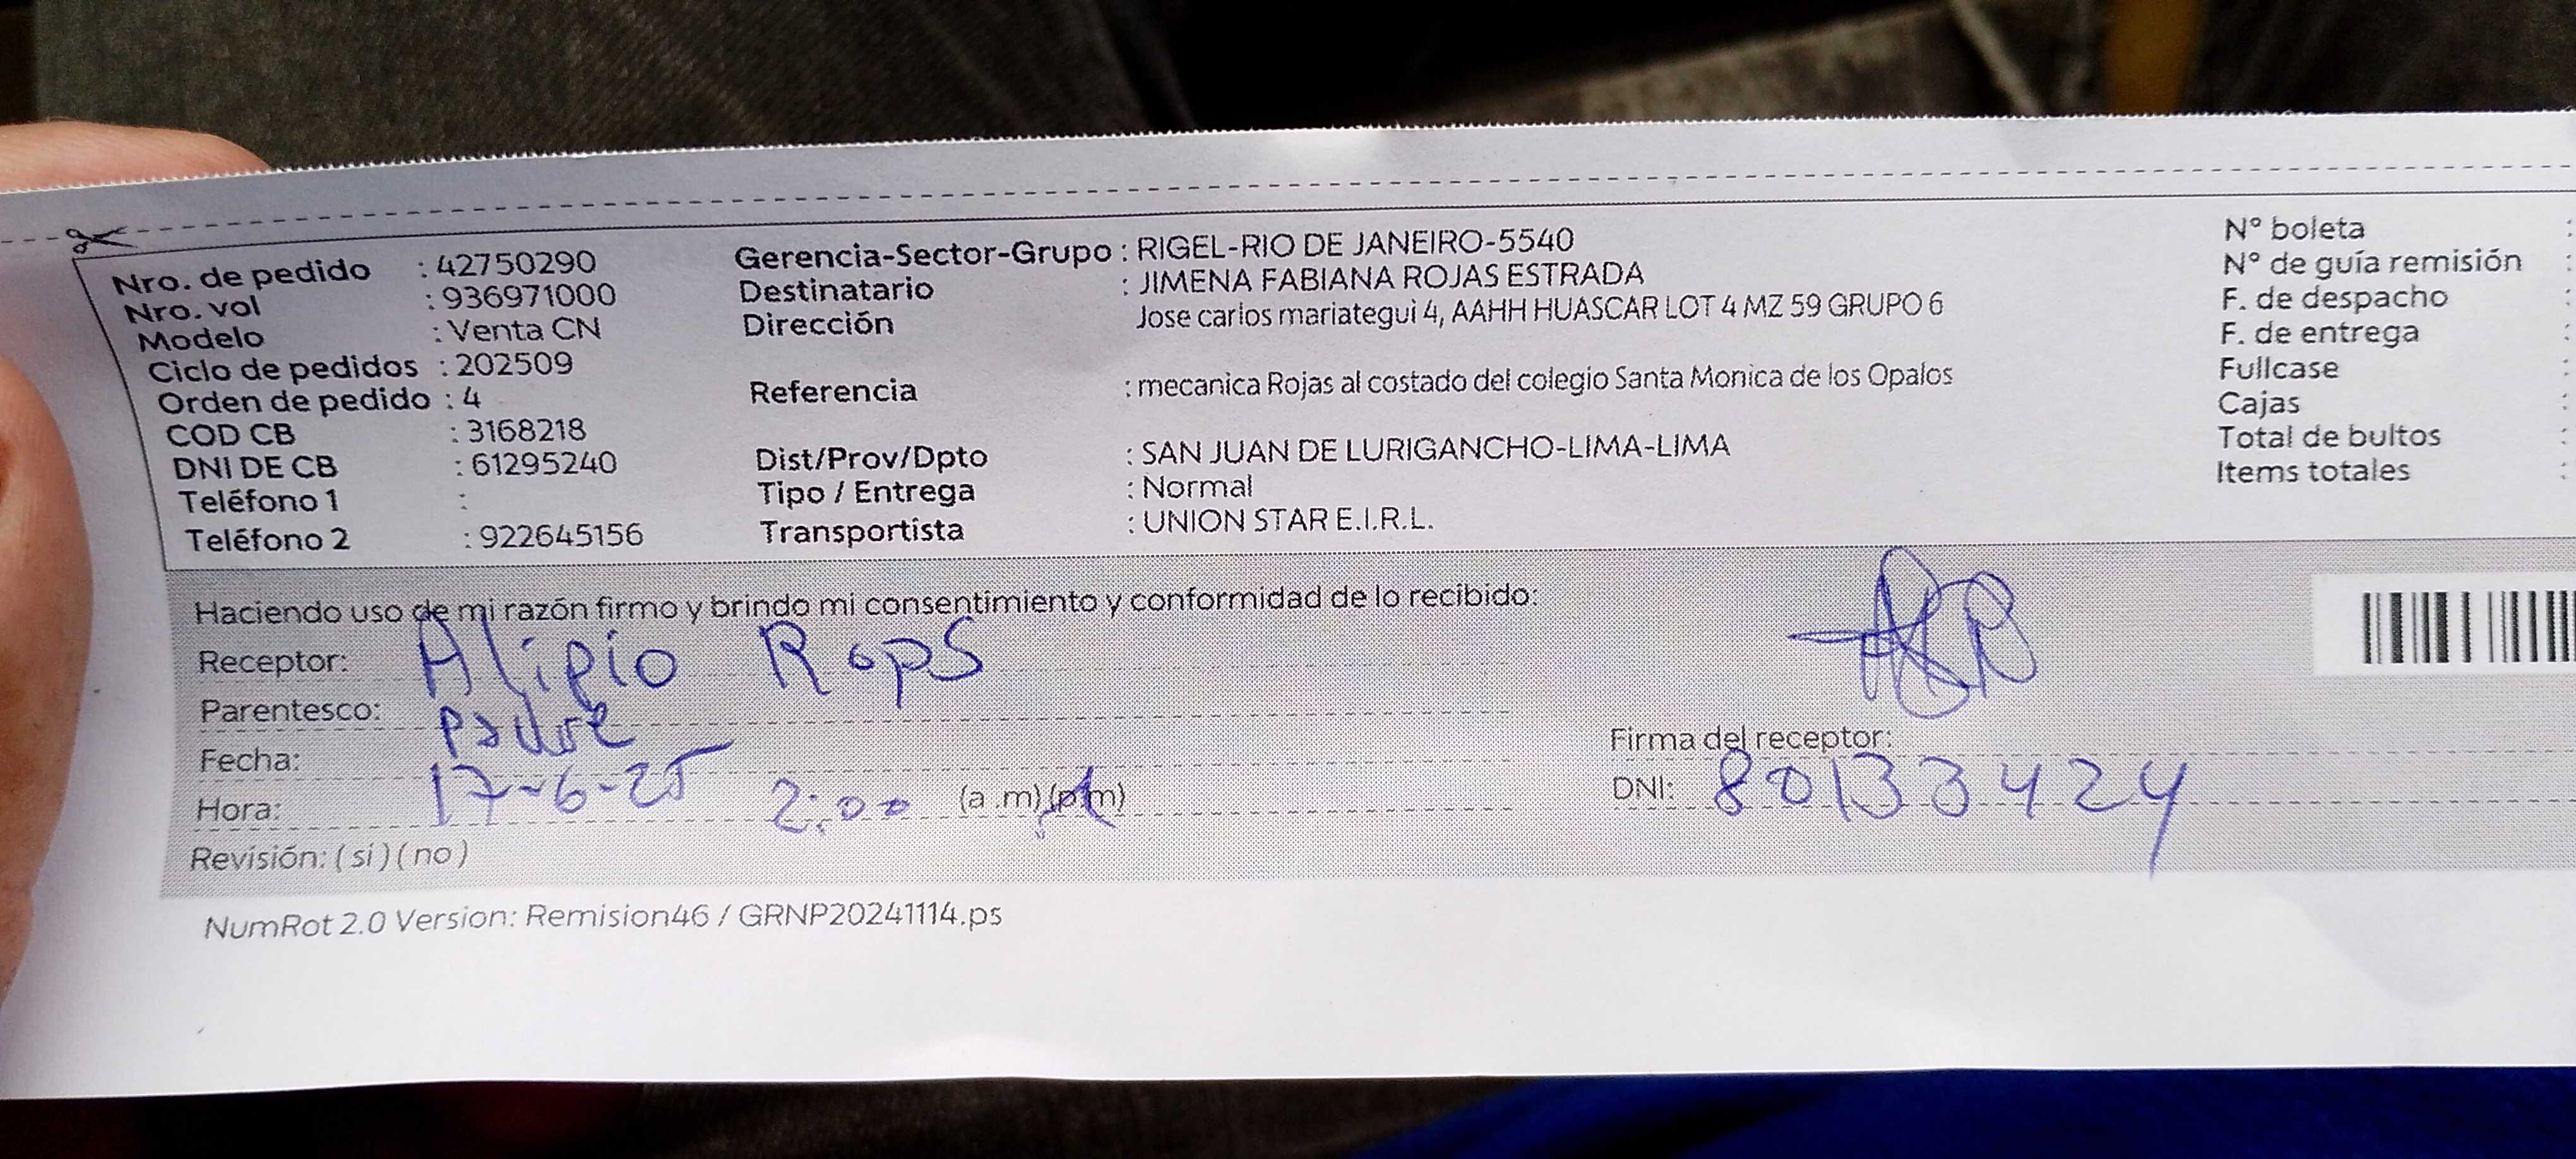 Nro. de pedido : 42750290
Nro. vol : 936971000
Modelo : Venta CN
Ciclo de pedidos : 202509
Orden de pedido : 4
COD CB : 3168218
DNI DE CB : 61295240
Teléfono 1 :
Teléfono 2 : 922645156
Gerencia-Sector-Grupo : RIGEL-RIO DE JANEIRO-5540
Destinatario : JIMENA FABIANA ROJAS ESTRADA
Dirección Jose carlos mariategui 4, AAHH HUASCAR LOT 4 MZ 59 GRUPO 6
Referencia : mecanica Rojas al costado del colegio Santa Monica de los Opalos
Dist/Prov/Dpto : SAN JUAN DE LURIGANCHO-LIMA-LIMA
Tipo / Entrega : Normal
Transportista : UNION STAR E.I.R.L.
N° boleta :
N° de guía remisión :
F. de despacho :
F. de entrega :
Fullcase :
Cajas :
Total de bultos :
Items totales :
Haciendo uso de mi razón firmo y brindo mi consentimiento y conformidad de lo recibido:
Receptor: Alipio
Parentesco: Padre
Fecha: 17-6-25
Hora: 2:00 (a.m) (p.m)
Revisión: (si) (no)
Firma del receptor:
DNI: 80133424
NumRot 2.0 Version: Remision46 / GRNP20241114.ps